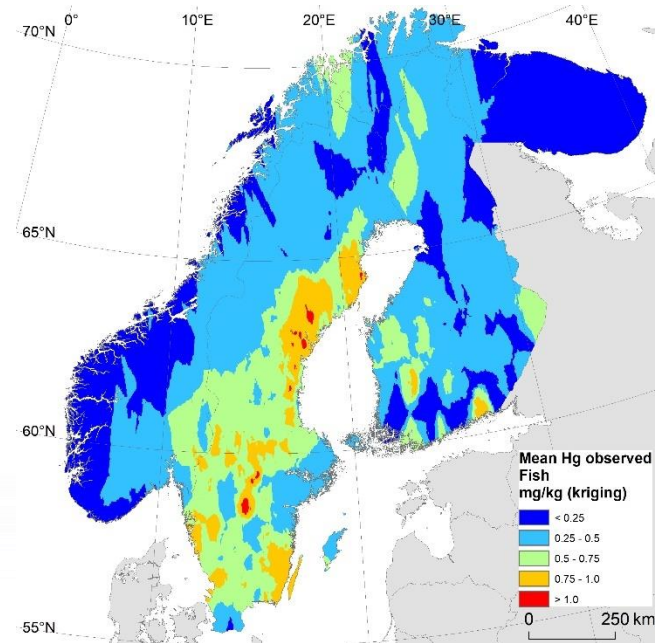 70°N
0°
10°E
20°E
30°E
40°E
65°N
60°N
55°N
Mean Hg observed
Fish
mg/kg (kriging)
< 0.25
0.25 - 0.5
0.5 - 0.75
0.75 - 1.0
> 1.0
0 250 km